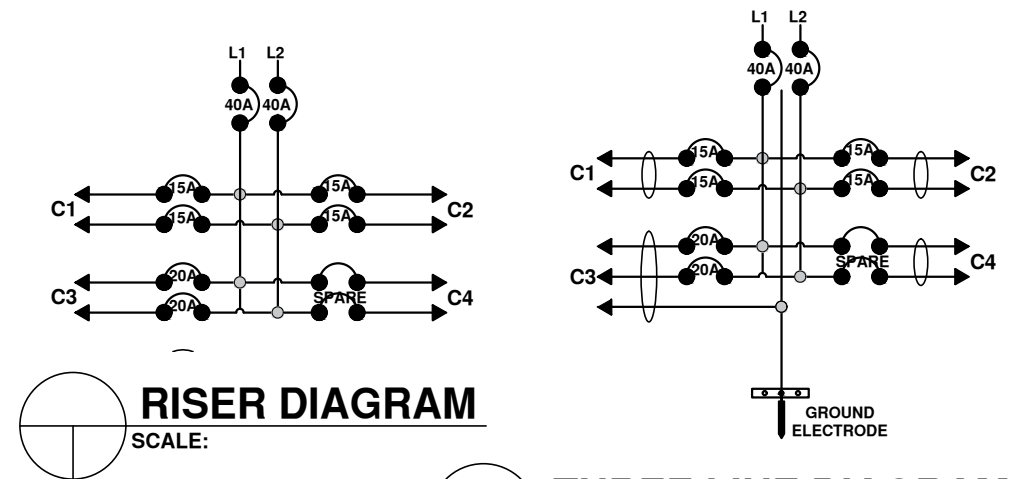 L1 L2
40A 40A
15A 15A
C1 C2
15A 15A
20A
C3 SPARE C4
20A
RISER DIAGRAM
SCALE:
L1 L2
40A 40A
15A 15A
C1 C2
15A 15A
20A
SPARE
C3 20A C4
GROUND
ELECTRODE